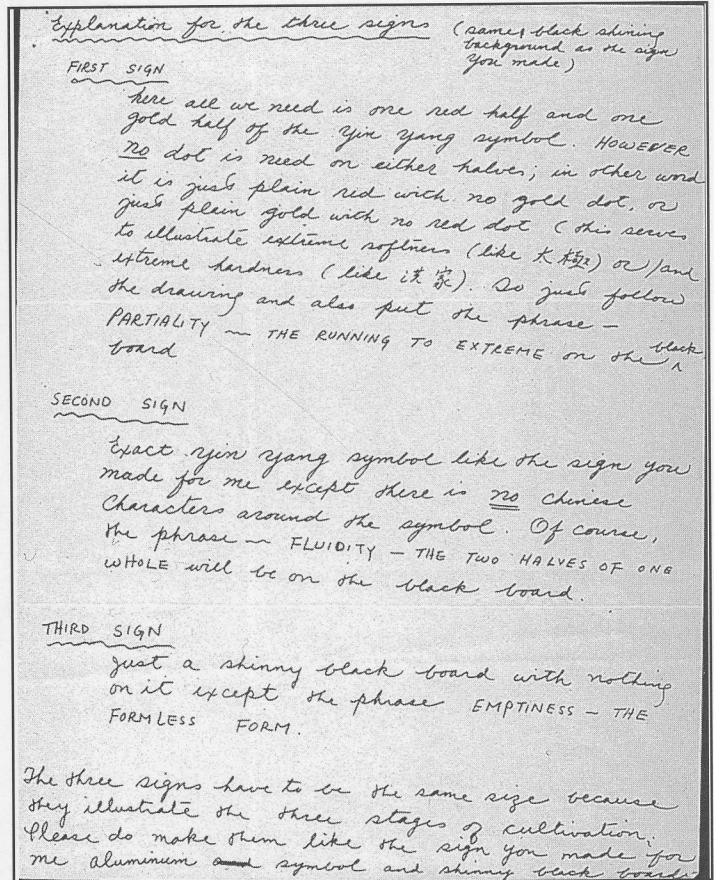 Explanation for the three signs (same black shining
background as the sign
you made)
FIRST SIGN
here all we need is one red half and one
gold half of the Yin Yang symbol. HOWEVER
no dot is need on either halves; in other word
it is just plain red with no gold dot, or
just plain gold with no red dot (this serves
to illustrate extreme softness (like 太極) or/and
extreme hardness (like 洪家). So just follow
the drawing and also put the phrase —
PARTIALITY — THE RUNNING TO EXTREME on the black
board
SECOND SIGN
Exact Yin Yang symbol like the sign you
made for me except there is no chinese
characters around the symbol. Of course,
the phrase — FLUIDITY — THE TWO HALVES OF ONE
WHOLE will be on the black board.
THIRD SIGN
Just a shinny black board with nothing
on it except the phrase EMPTINESS — THE
FORMLESS FORM.
The three signs have to be the same size because
they illustrate the three stages of cultivation.
Please do make them like the sign you made for
me aluminum symbol and shinny black board.